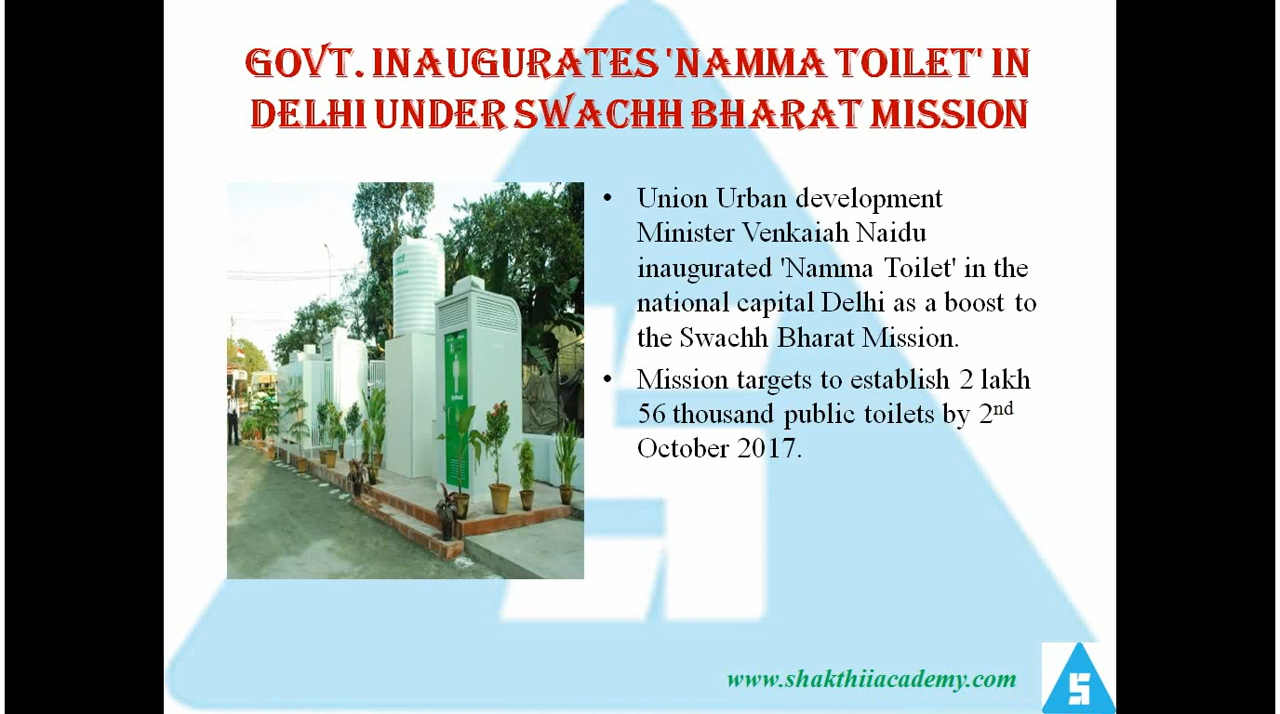 GOVT. INAUGURATES 'NAMMA TOILET' IN
DELHI UNDER SWACHH BHARAT MISSION
• Union Urban development
Minister Venkaiah Naidu
inaugurated 'Namma Toilet' in the
national capital Delhi as a boost to
the Swachh Bharat Mission.
• Mission targets to establish 2 lakh
56 thousand public toilets by 2nd
October 2017.
www.shakthiiacademy.com